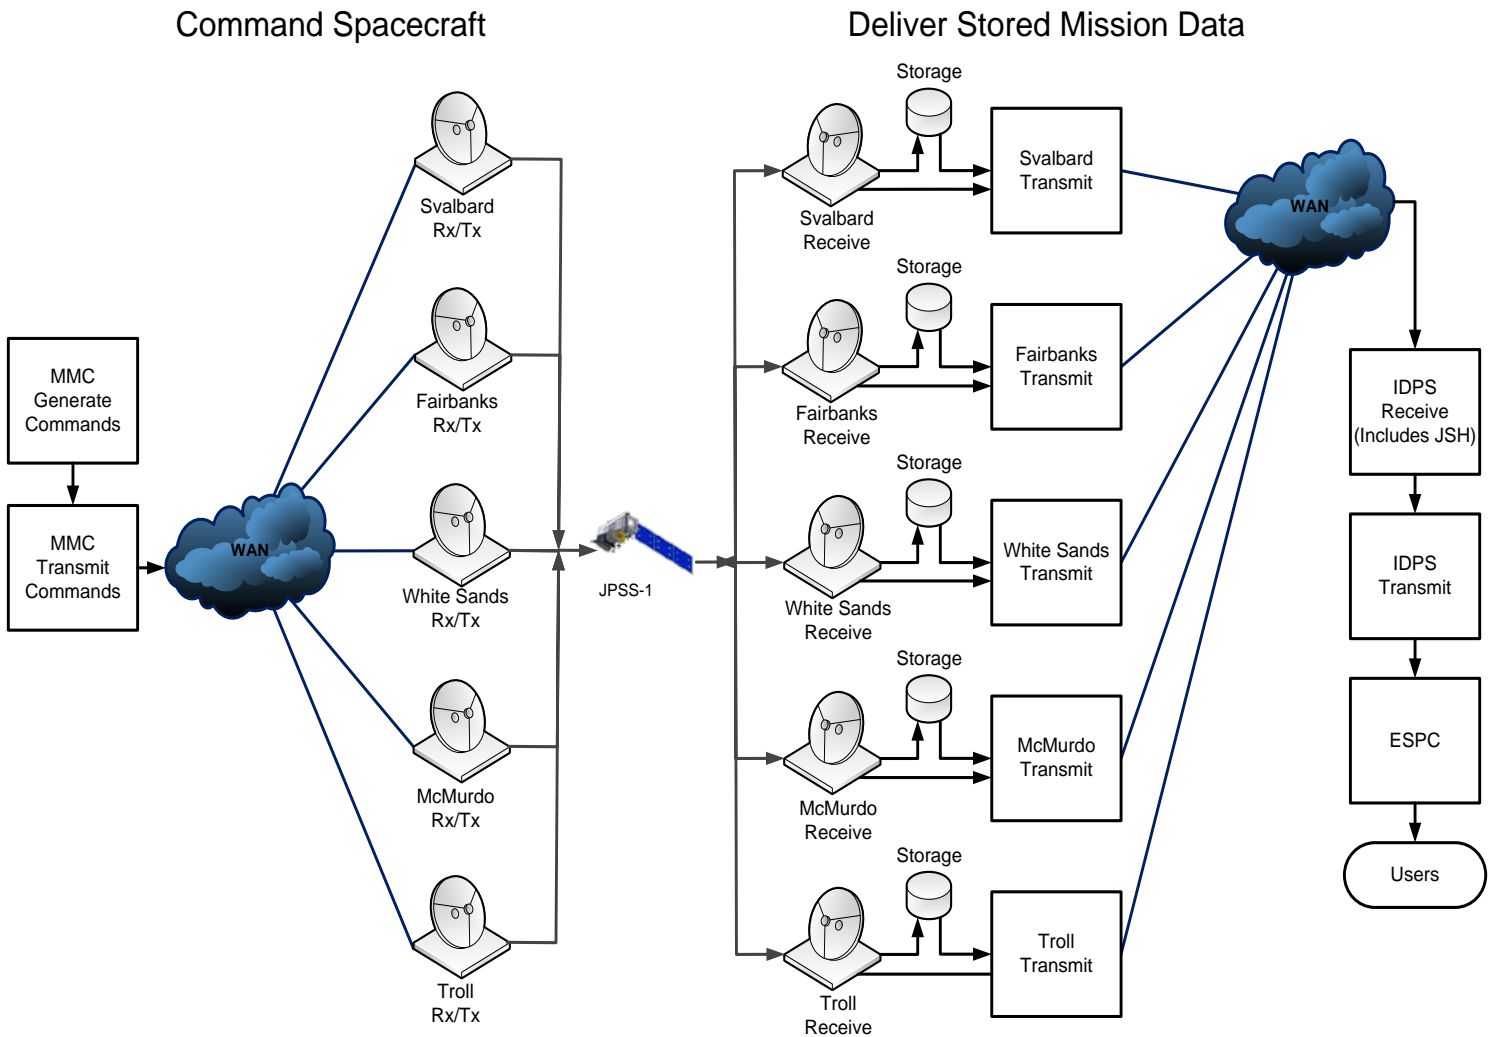 Command Spacecraft
Deliver Stored Mission Data
MMC
Generate
Commands
MMC
Transmit
Commands
WAN
Svalbard
Rx/Tx
Fairbanks
Rx/Tx
White Sands
Rx/Tx
McMurdo
Rx/Tx
Troll
Rx/Tx
JPSS-1
Storage
Svalbard
Receive
Svalbard
Transmit
Storage
Fairbanks
Receive
Fairbanks
Transmit
Storage
White Sands
Receive
White Sands
Transmit
Storage
McMurdo
Receive
McMurdo
Transmit
Storage
Troll
Receive
Troll
Transmit
WAN
IDPS
Receive
(Includes JSH)
IDPS
Transmit
ESPC
Users